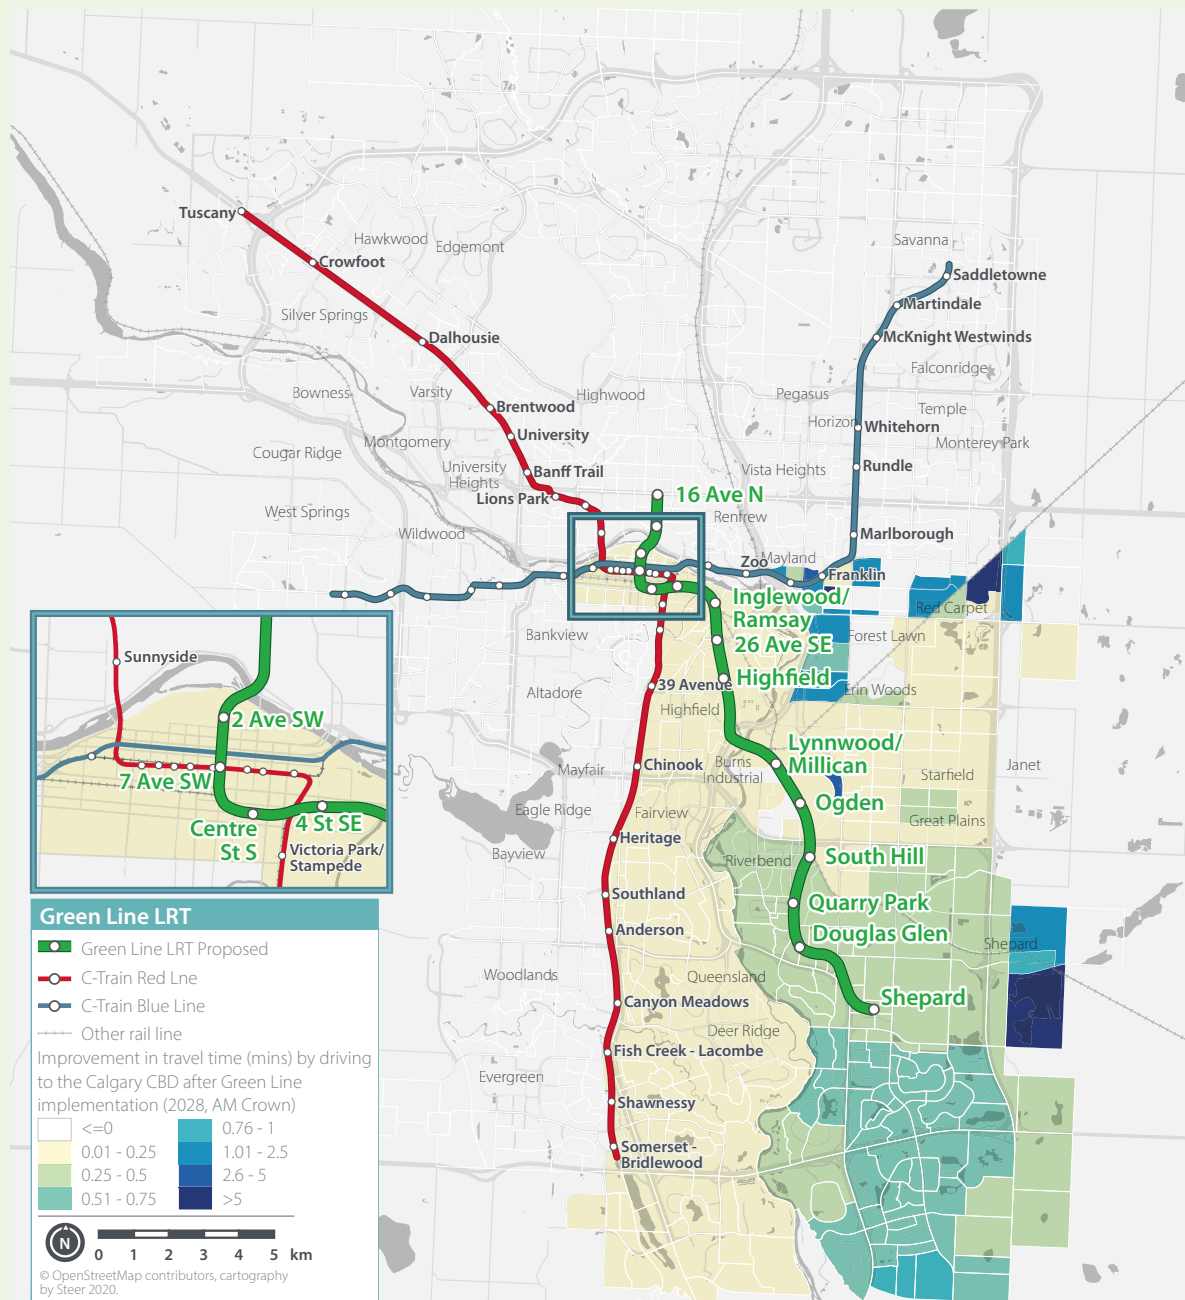 Tuscany
Crowfoot
Hawkwood
Edgemont
Savanna
Saddletowne
Martindale
Silver Springs
Dalhousie
McKnight Westwinds
Falconridge
Bowness
Varsity
Highwood
Pegasus
Brentwood
Temple
Horizon
Whitehorn
University
Montgomery
Monterey Park
Cougar Ridge
University
Heights
Banff Trail
Vista Heights
Rundle
Lions Park
16 Ave N
West Springs
Renfrew
Wildwood
Marlborough
Zoo
Mayland
Franklin
Inglewood/
Ramsay
Red Carpet
Bankview
26 Ave SE
Forest Lawn
39 Avenue
Highfield
Altadore
Erin Woods
Highfield
Lynnwood/
Millican
Mayfair
Chinook
Burns
Industrial
Janet
Starfield
Eagle Ridge
Fairview
Ogden
Great Plains
Heritage
Bayview
Riverbend
South Hill
Southland
Quarry Park
Anderson
Douglas Glen
Shepard
Woodlands
Queensland
Canyon Meadows
Shepard
Deer Ridge
Fish Creek - Lacombe
Evergreen
Shawnessy
Somerset -
Bridlewood
Sunnyside
2 Ave SW
7 Ave SW
Centre
St S
4 St SE
Victoria Park/
Stampede
Green Line LRT
Green Line LRT Proposed
C-Train Red Lne
C-Train Blue Line
Other rail line
Improvement in travel time (mins) by driving
to the Calgary CBD after Green Line
implementation (2028, AM Crown)
<=0
0.01 - 0.25
0.25 - 0.5
0.51 - 0.75
0.76 - 1
1.01 - 2.5
2.6 - 5
>5
N
0 1 2 3 4 5 km
© OpenStreetMap contributors, cartography
by Steer 2020.